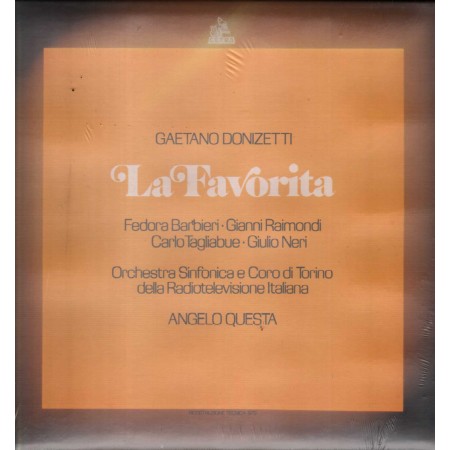 GAETANO DONIZETTI
La Favorita
Fedora Barbieri · Gianni Raimondi
Carlo Tagliabue · Giulio Neri
Orchestra Sinfonica e Coro di Torino
della Radiotelevisione Italiana
ANGELO QUESTA